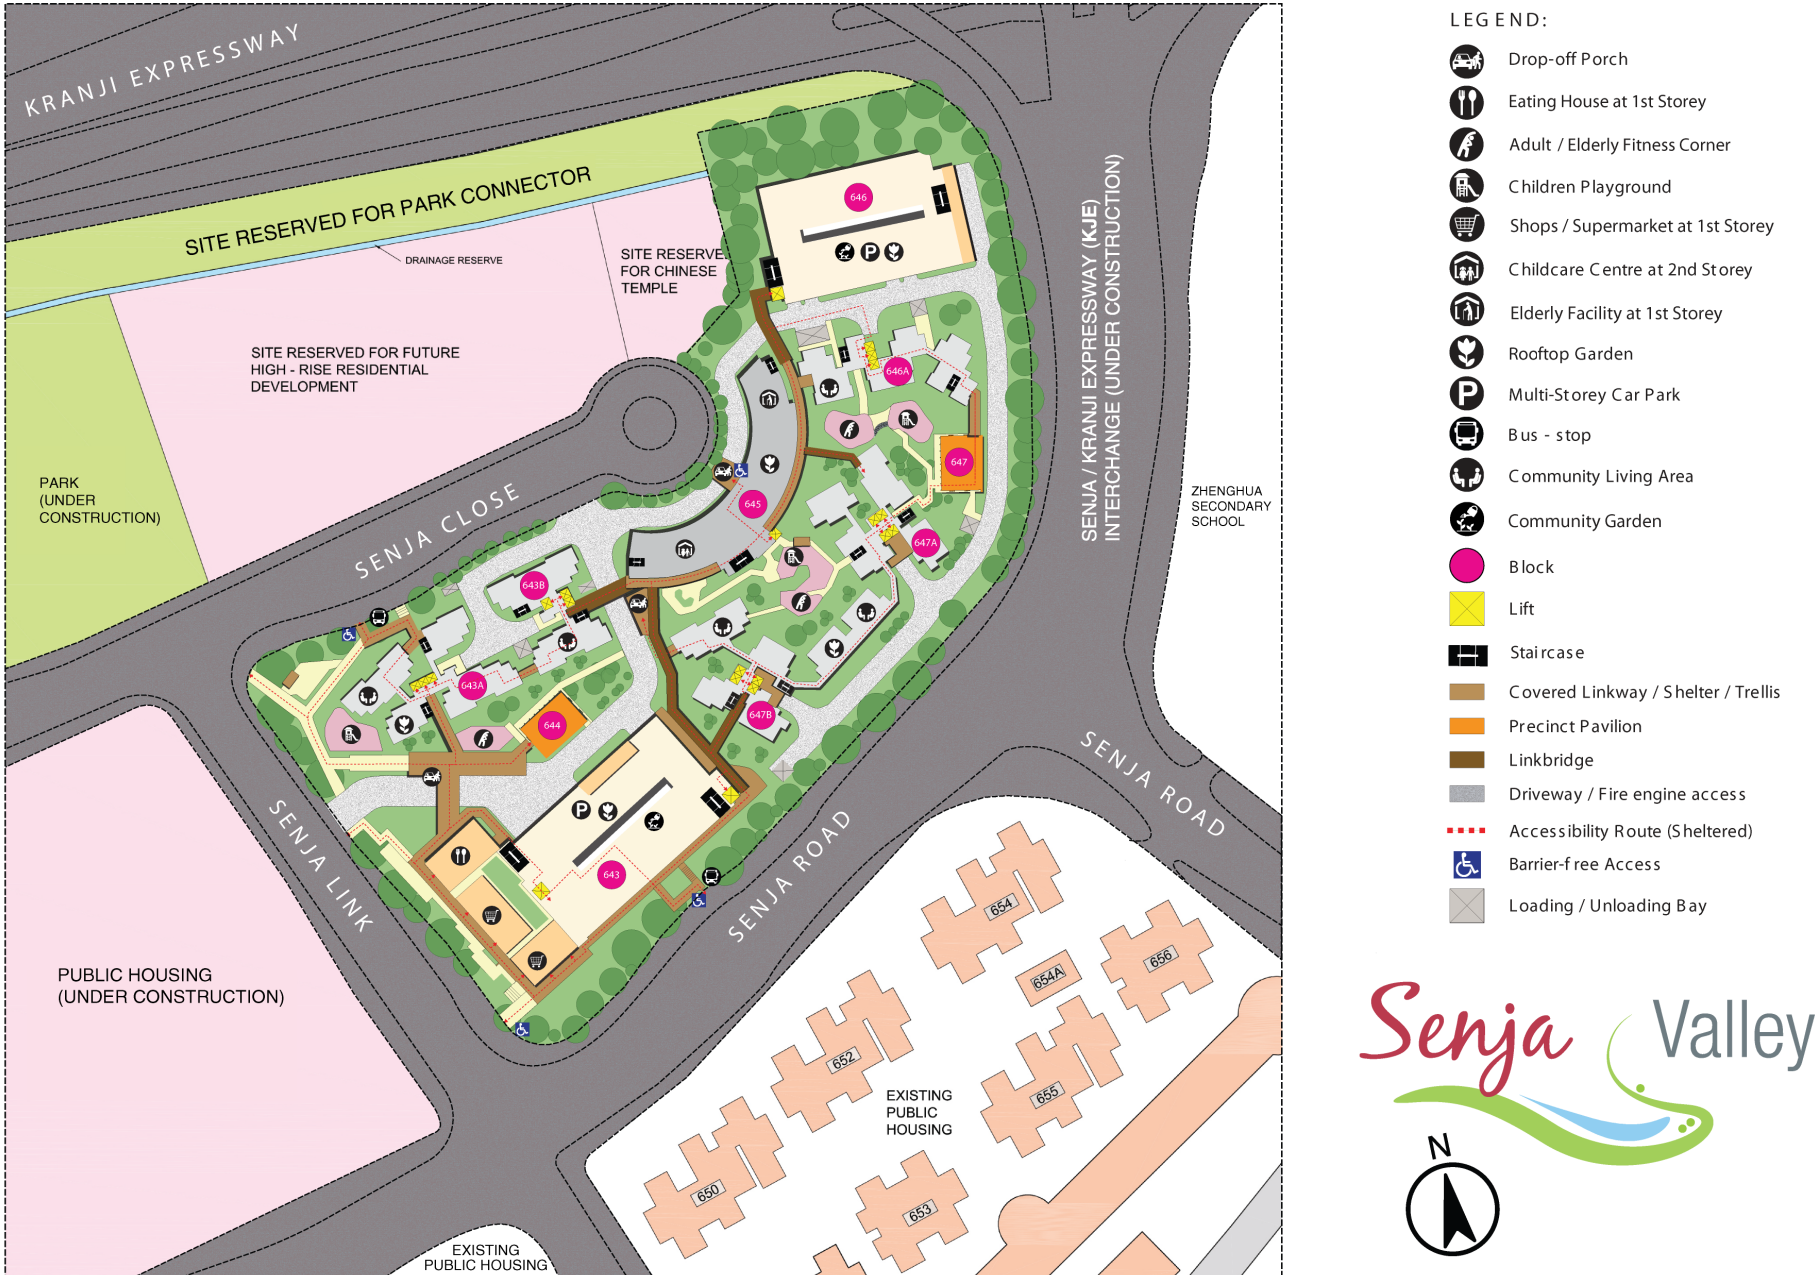 KRANJI EXPRESSWAY
SITE RESERVED FOR PARK CONNECTOR
DRAINAGE RESERVE
SITE RESERVE
FOR CHINESE
TEMPLE
SITE RESERVED FOR FUTURE
HIGH - RISE RESIDENTIAL
DEVELOPMENT
PARK
(UNDER
CONSTRUCTION)
SENJA CLOSE
SENJA / KRANJI EXPRESSWAY (KJE)
INTERCHANGE (UNDER CONSTRUCTION)
ZHENGHUA
SECONDARY
SCHOOL
646
P
646A
647
645
647A
643B
643A
644
647B
P
643
SENJA LINK
SENJA ROAD
SENJA ROAD
PUBLIC HOUSING
(UNDER CONSTRUCTION)
654
654A
656
652
655
EXISTING
PUBLIC
HOUSING
650
653
EXISTING
PUBLIC HOUSING
LEGEND:
Drop-off Porch
Eating House at 1st Storey
Adult / Elderly Fitness Corner
Children Playground
Shops / Supermarket at 1st Storey
Childcare Centre at 2nd Storey
Elderly Facility at 1st Storey
Rooftop Garden
P Multi-Storey Car Park
Bus - stop
Community Living Area
Community Garden
Block
Lift
Staircase
Covered Linkway / Shelter / Trellis
Precinct Pavilion
Linkbridge
Driveway / Fire engine access
Accessibility Route (Sheltered)
Barrier-free Access
Loading / Unloading Bay
Senja Valley
N